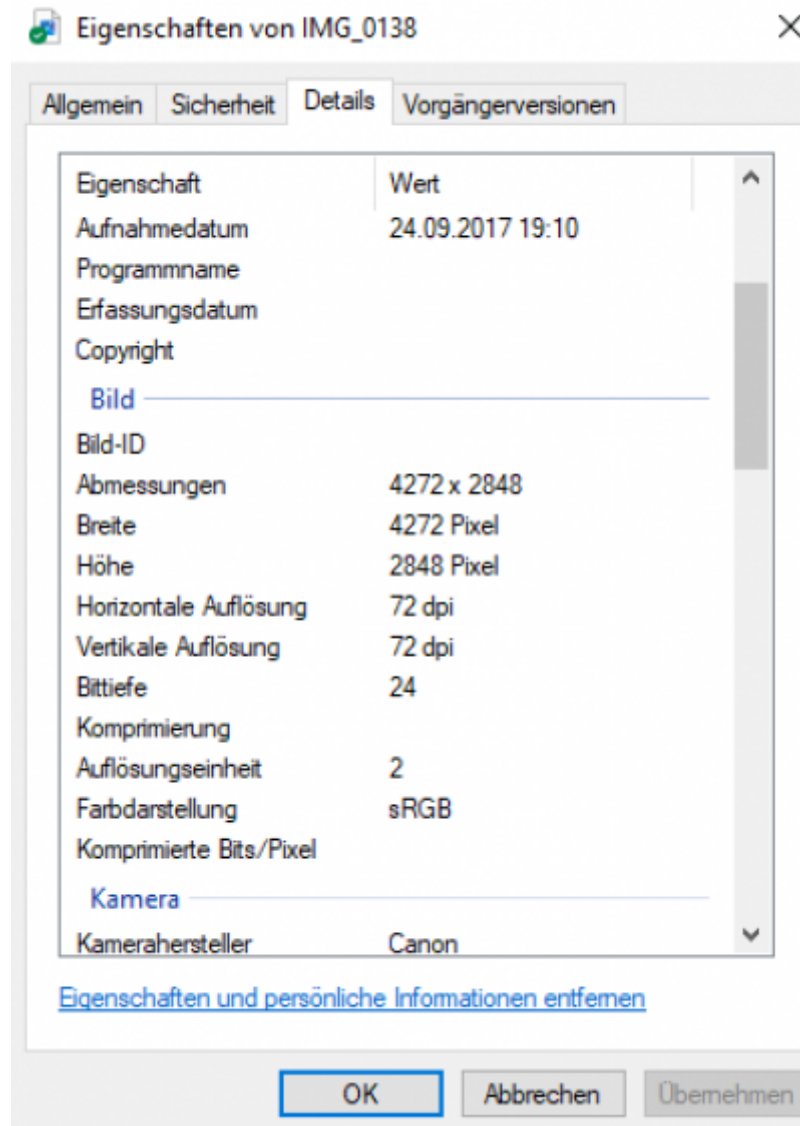 Eigenschaften von IMG_0138
Allgemein Sicherheit Details Vorgängerversionen
Eigenschaft Wert
Aufnahmedatum 24.09.2017 19:10
Programmname
Erfassungsdatum
Copyright
Bild
Bild-ID
Abmessungen 4272 x 2848
Breite 4272 Pixel
Höhe 2848 Pixel
Horizontale Auflösung 72 dpi
Vertikale Auflösung 72 dpi
Bittiefe 24
Komprimierung
Auflösungseinheit 2
Farbdarstellung sRGB
Komprimierte Bits/Pixel
Kamera
Kamerahersteller Canon
Eigenschaften und persönliche Informationen entfernen
OK Abbrechen Übernehmen